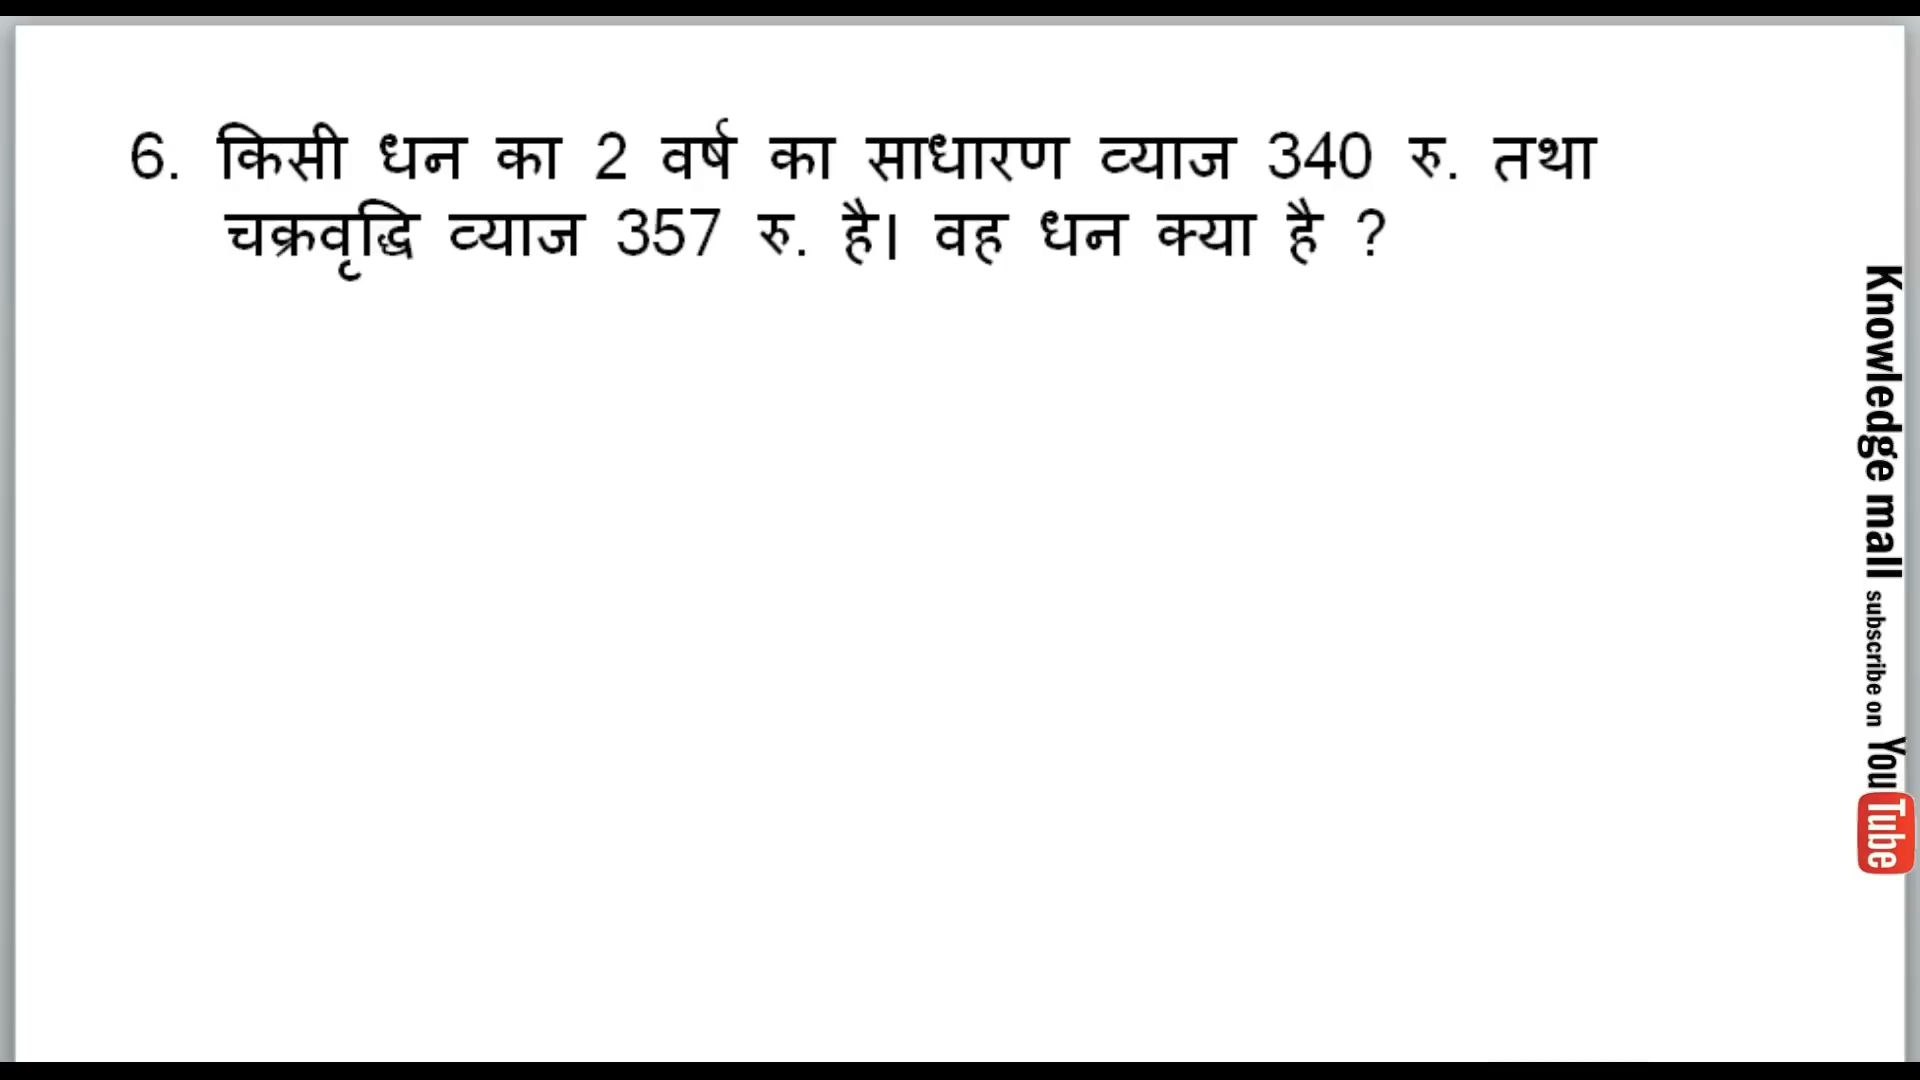 6. किसी धन का 2 वर्ष का साधारण व्याज 340 रु. तथा
चक्रवृद्धि व्याज 357 रु. है। वह धन क्या है ?
Knowledge mall subscribe on YouTube